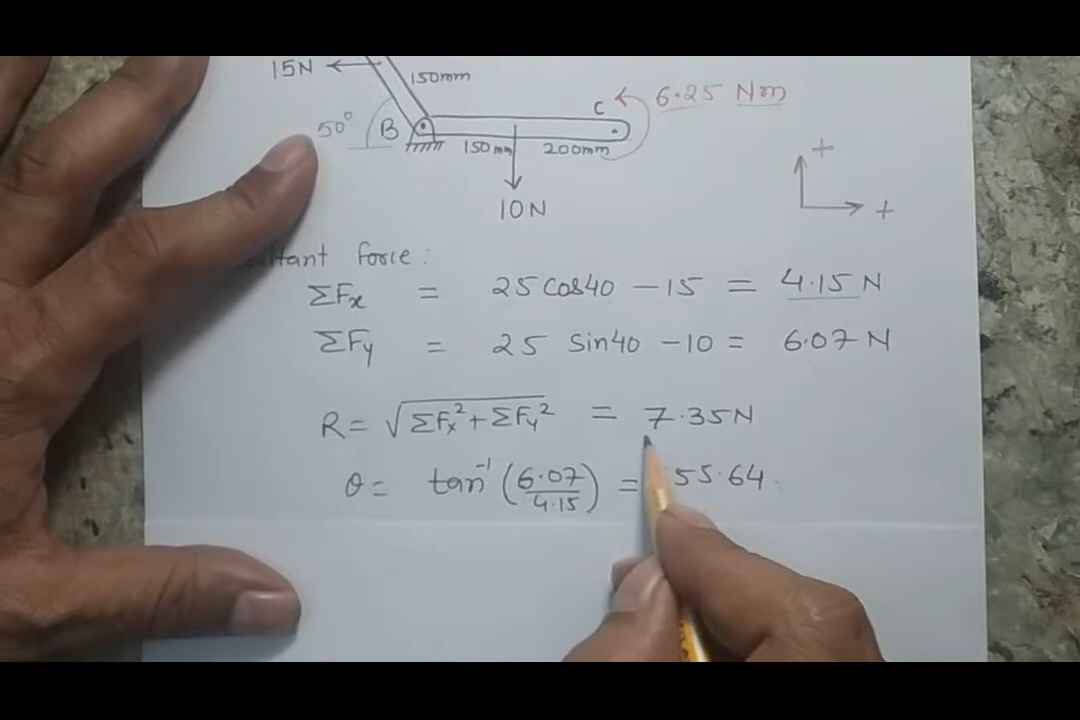 15N
150mm
50°
B
C
6.25 Nm
150mm
200mm
10N
+
+
force:
ΣFx = 25 cos40 - 15 = 4.15 N
ΣFy = 25 sin40 - 10 = 6.07 N
R = √ΣFx² + ΣFy² = 7.35N
θ = tan⁻¹ (6.07/4.15) = 55.64